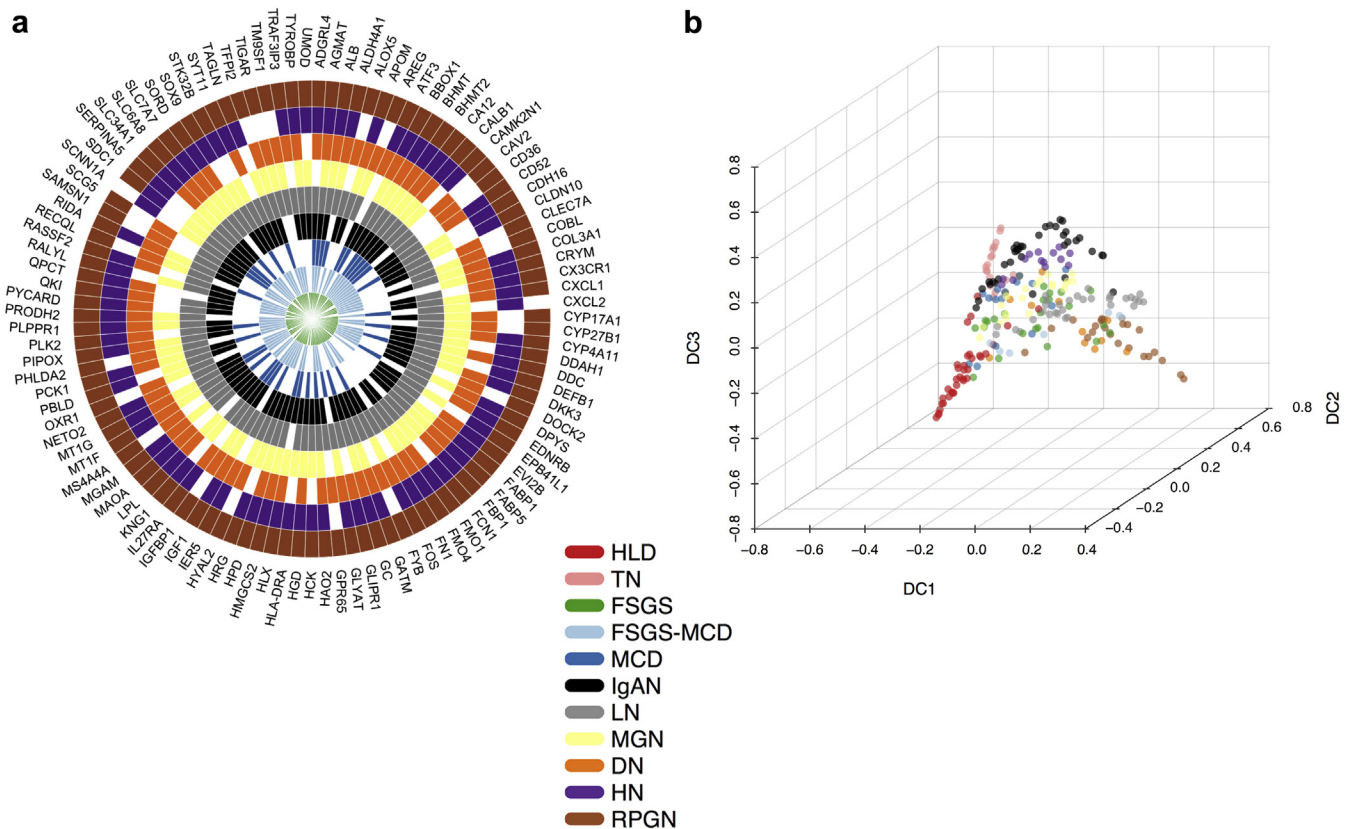 a
UMOD
ADGRL4
AGMAT
ALB
ALDH4A1
ALOX5
APOM
AREG
ATF3
BBOX1
BHMT
BHMT2
CA12
CALB1
CAMK2N1
CAV2
CD36
CD52
CDH16
CLDN10
CLEC7A
COBL
COL3A1
CRYM
CX3CR1
CXCL1
CXCL2
CYP17A1
CYP27B1
CYP4A11
DDAH1
DDC
DEFB1
DKK3
DOCK2
DPYS
EDNRB
EPB41L1
EVI2B
FABP1
FABP5
FBP1
FCN1
FMO1
FMO4
FN1
FOS
FYB
GATM
GC
GLIPR1
GLYAT
GPR65
HAO2
HCK
HGD
HLA-DRA
HLX
HMGCS2
HPD
HRG
HYAL2
IER5
IGF1
IGFBP1
IL27RA
KNG1
LPL
MAOA
MGAM
MS4A4A
MT1F
MT1G
NETO2
OXR1
PBLD
PCK1
PHLDA2
PIPOX
PLK2
PLPPR1
PRODH2
PYCARD
QKI
QPCT
RALYL
RASSF2
RECQL
RIDA
SAMSN1
SCG5
SCNN1A
SDC1
SERPINA5
SLC34A1
SLC6A8
SLC7A7
SORD
SOX9
STK32B
SYT11
TAGLN
TFPI2
TIGAR
TM9SF1
TRAF3IP3
TYROBP
HLD
TN
FSGS
FSGS-MCD
MCD
IgAN
LN
MGN
DN
HN
RPGN
b
0.8
0.6
0.4
0.2
0.0
−0.2
−0.4
−0.6
−0.8
DC3
−0.8
−0.6
−0.4
−0.2
0.0
0.2
0.4
DC1
−0.4
−0.2
0.0
0.2
0.4
0.6
0.8
DC2